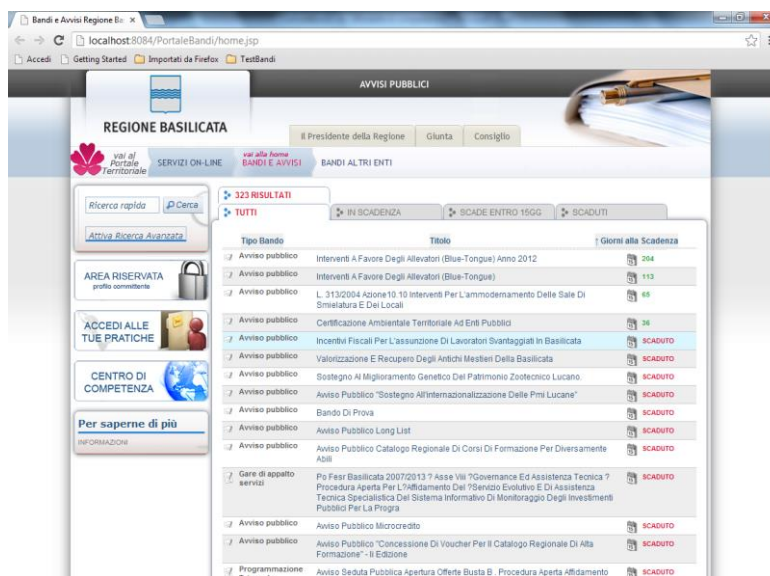 Bandi e Avvisi Regione Ba
localhost:8084/PortaleBandi/home.jsp
Accedi Getting Started Importati da Firefox TestBandi
AVVISI PUBBLICI
REGIONE BASILICATA
Il Presidente della Regione Giunta Consiglio
vai al
Portale
Territoriale
SERVIZI ON-LINE
vai alla home
BANDI E AVVISI
BANDI ALTRI ENTI
Ricerca rapida Cerca
Attiva Ricerca Avanzata
AREA RISERVATA
profilo committente
ACCEDI ALLE
TUE PRATICHE
CENTRO DI
COMPETENZA
Per saperne di più
INFORMAZIONI
323 RISULTATI
TUTTI IN SCADENZA SCADE ENTRO 15GG SCADUTI
Tipo Bando Titolo ↑ Giorni alla Scadenza
Avviso pubblico Interventi A Favore Degli Allevatori (Blue-Tongue) Anno 2012 204
Avviso pubblico Interventi A Favore Degli Allevatori (Blue-Tongue) 113
Avviso pubblico L. 313/2004 Azione10.10 Interventi Per L'ammodernamento Delle Sale Di 65
Smielatura E Dei Locali
Avviso pubblico Certificazione Ambientale Territoriale Ad Enti Pubblici 36
Avviso pubblico Incentivi Fiscali Per L'assunzione Di Lavoratori Svantaggiati In Basilicata SCADUTO
Avviso pubblico Valorizzazione E Recupero Degli Antichi Mestieri Della Basilicata SCADUTO
Avviso pubblico Sostegno Al Miglioramento Genetico Del Patrimonio Zootecnico Lucano. SCADUTO
Avviso pubblico Avviso Pubblico "Sostegno All'internazionalizzazione Delle Pmi Lucane" SCADUTO
Avviso pubblico Bando Di Prova SCADUTO
Avviso pubblico Avviso Pubblico Long List SCADUTO
Avviso pubblico Avviso Pubblico Catalogo Regionale Di Corsi Di Formazione Per Diversamente SCADUTO
Abili
Gare di appalto
servizi
Po Fesr Basilicata 2007/2013 ? Asse Viii ?Governance Ed Assistenza Tecnica ? SCADUTO
Procedura Aperta Per L?Affidamento Del ?Servizio Evolutivo E Di Assistenza
Tecnica Specialistica Del Sistema Informativo Di Monitoraggio Degli Investimenti
Pubblici Per La Progra
Avviso pubblico Avviso Pubblico Microcredito SCADUTO
Avviso pubblico Avviso Pubblico "Concessione Di Voucher Per Il Catalogo Regionale Di Alta SCADUTO
Formazione" - Ii Edizione
Programmazione Avviso Seduta Pubblica Apertura Offerte Busta B . Procedura Aperta Affidamento SCADUTO